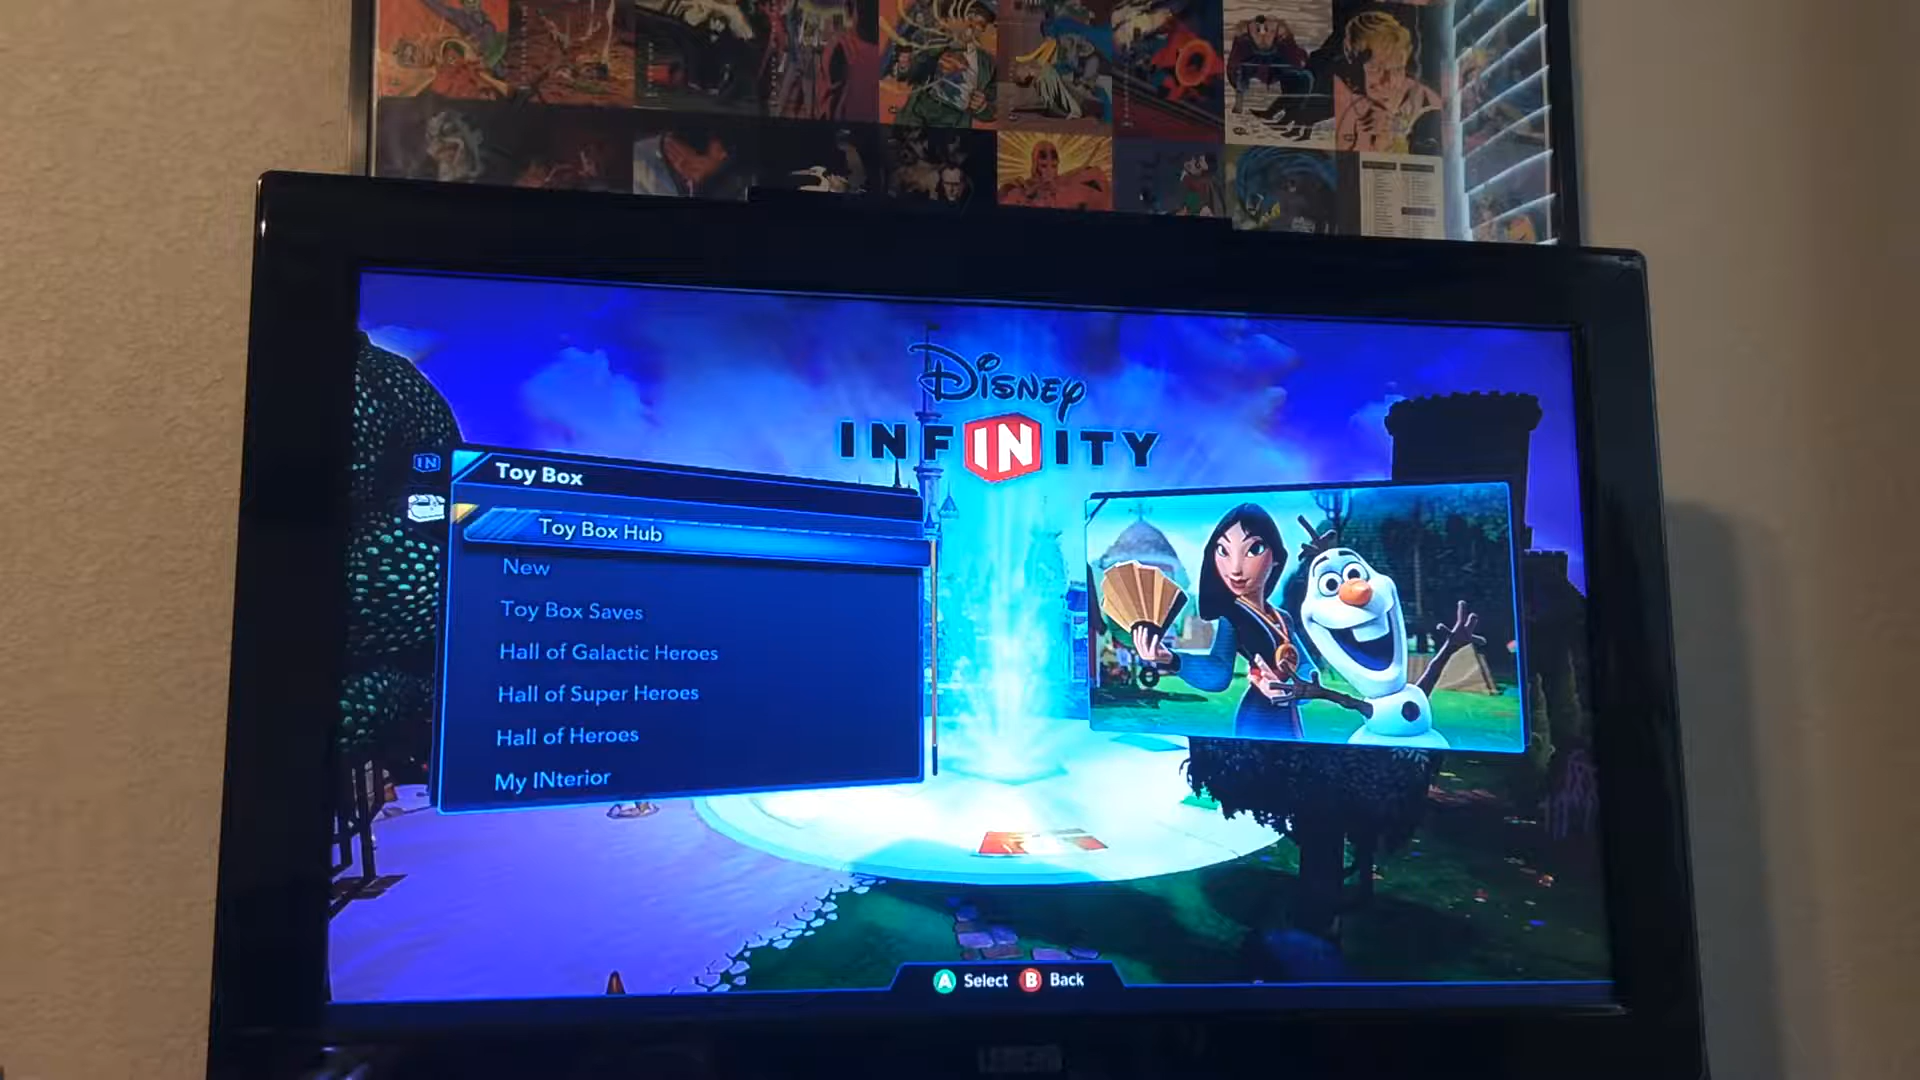 Disney
INFINITY
IN
Toy Box
Toy Box Hub
New
Toy Box Saves
Hall of Galactic Heroes
Hall of Super Heroes
Hall of Heroes
My INterior
A Select B Back